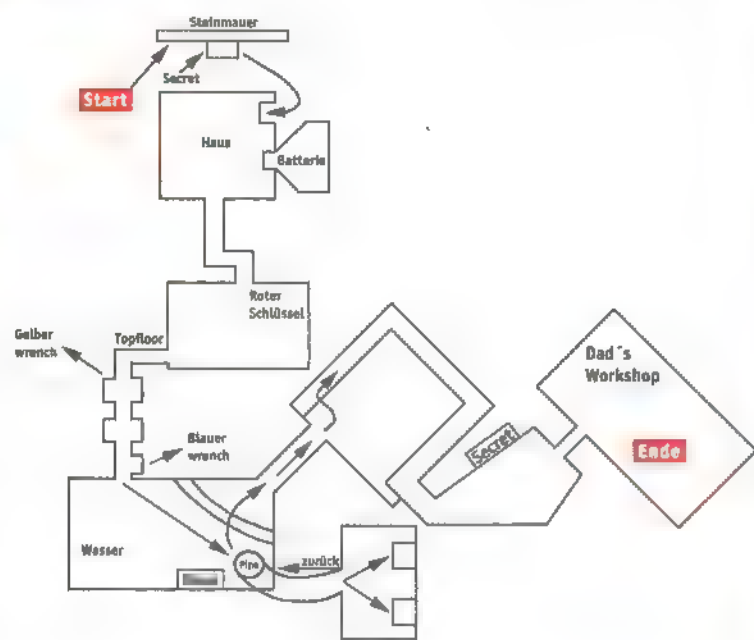 Steinmauer
Secret
Start
Haus
Batterie
Roter
Schlüssel
Gelber
wrench
Topfloor
Dad´s
Workshop
Blauer
wrench
Secret
Ende
Wasser
Pipe
zurück